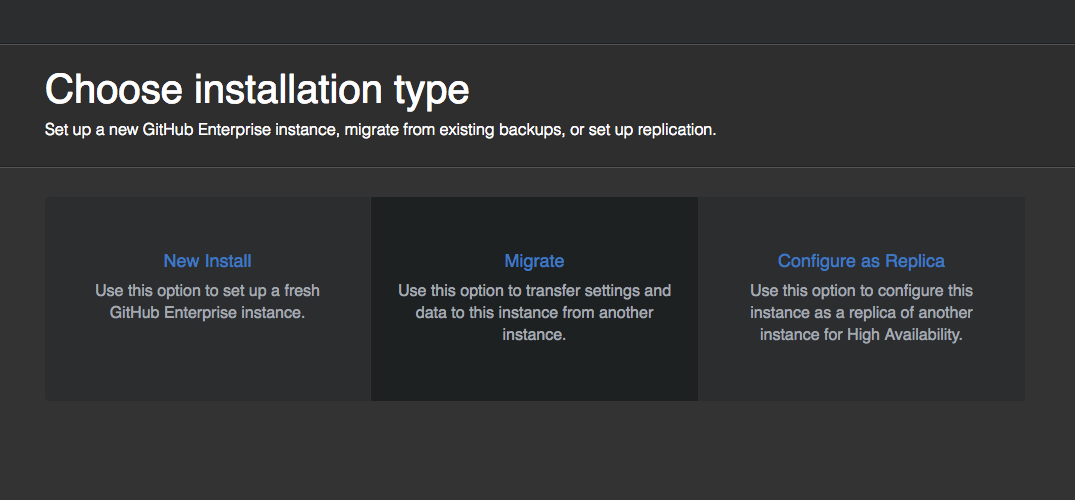 Choose installation type
Set up a new GitHub Enterprise instance, migrate from existing backups, or set up replication.
New Install
Use this option to set up a fresh
GitHub Enterprise instance.
Migrate
Use this option to transfer settings and
data to this instance from another
instance.
Configure as Replica
Use this option to configure this
instance as a replica of another
instance for High Availability.